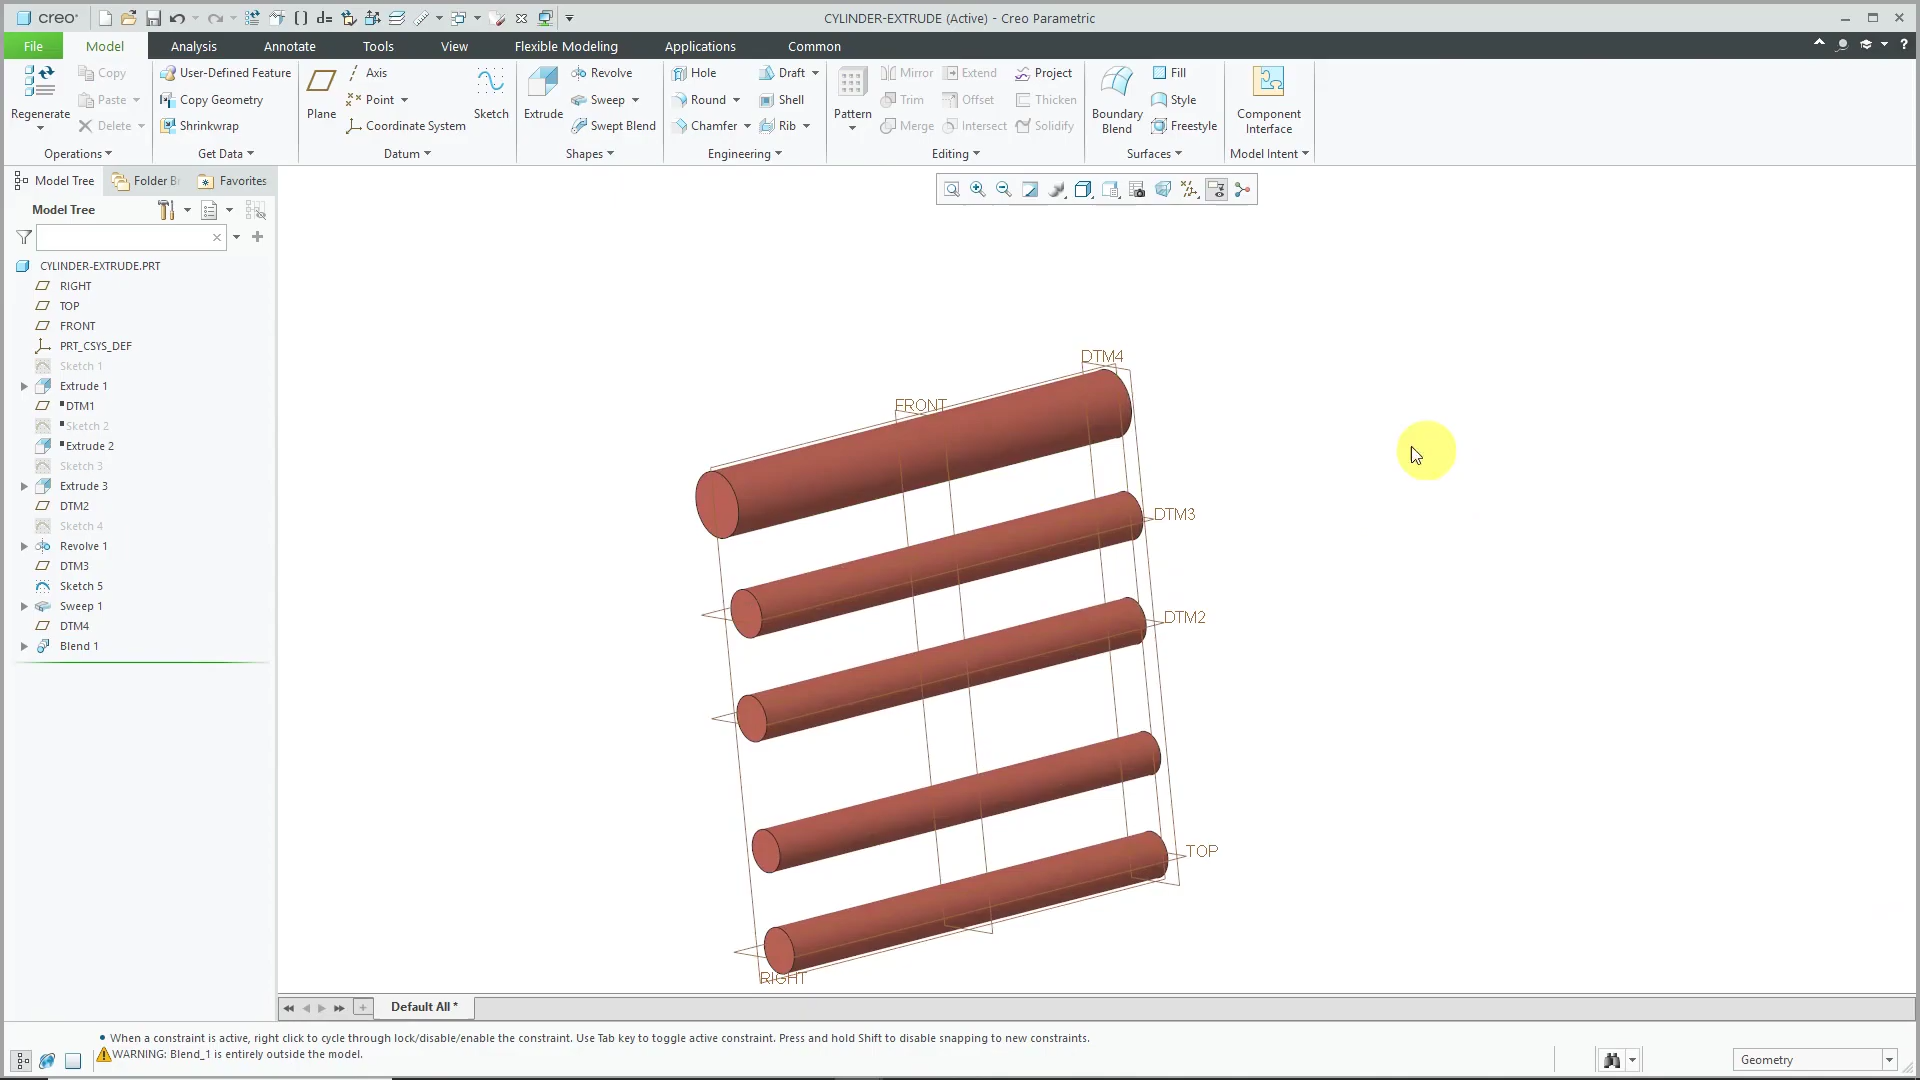 creo® CYLINDER-EXTRUDE (Active) - Creo Parametric
File Model Analysis Annotate Tools View Flexible Modeling Applications Common
Regenerate
Copy
Paste
Delete
Operations
User-Defined Feature
Copy Geometry
Shrinkwrap
Get Data
Plane
Axis
Point
Coordinate System
Sketch
Datum
Extrude
Revolve
Sweep
Swept Blend
Shapes
Hole
Round
Chamfer
Draft
Shell
Rib
Engineering
Pattern
Mirror
Trim
Merge
Extend
Offset
Intersect
Project
Thicken
Solidify
Editing
Boundary
Blend
Fill
Style
Freestyle
Surfaces
Component
Interface
Model Intent
Model Tree Folder Br Favorites
Model Tree
CYLINDER-EXTRUDE.PRT
RIGHT
TOP
FRONT
PRT_CSYS_DEF
Sketch 1
Extrude 1
DTM1
Sketch 2
Extrude 2
Sketch 3
Extrude 3
DTM2
Sketch 4
Revolve 1
DTM3
Sketch 5
Sweep 1
DTM4
Blend 1
DTM4
FRONT
DTM3
DTM2
TOP
RIGHT
Default All *
• When a constraint is active, right click to cycle through lock/disable/enable the constraint. Use Tab key to toggle active constraint. Press and hold Shift to disable snapping to new constraints.
WARNING: Blend_1 is entirely outside the model.
Geometry